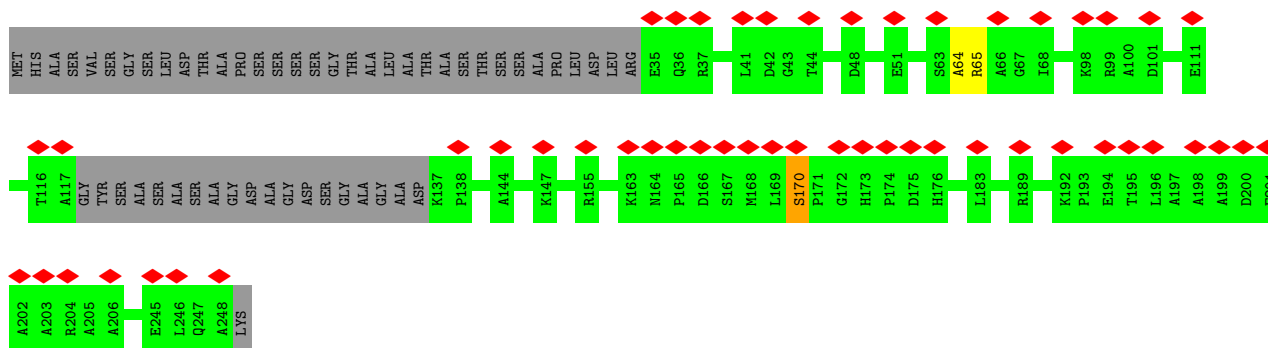 MET HIS ALA SER VAL SER GLY SER LEU ASP THR ALA PRO SER SER SER SER GLY THR ALA LEU ALA THR ALA SER THR SER SER ALA PRO LEU ASP LEU ARG E35 Q36 R37 L41 D42 G43 T44 D48 E51 S63 A64 R65 A66 G67 I68 K98 R99 A100 D101 E111
T116 A117 GLY TYR SER ALA SER ALA SER ALA GLY ASP ALA GLY ASP SER GLY ALA GLY ALA ASP K137 P138 A144 K147 R155 K163 N164 P165 D166 S167 M168 L169 S170 P171 G172 H173 P174 D175 H176 L183 R189 K192 P193 E194 T195 L196 A197 A198 A199 D200
A202 A203 R204 A205 A206 E245 L246 Q247 A248 LYS